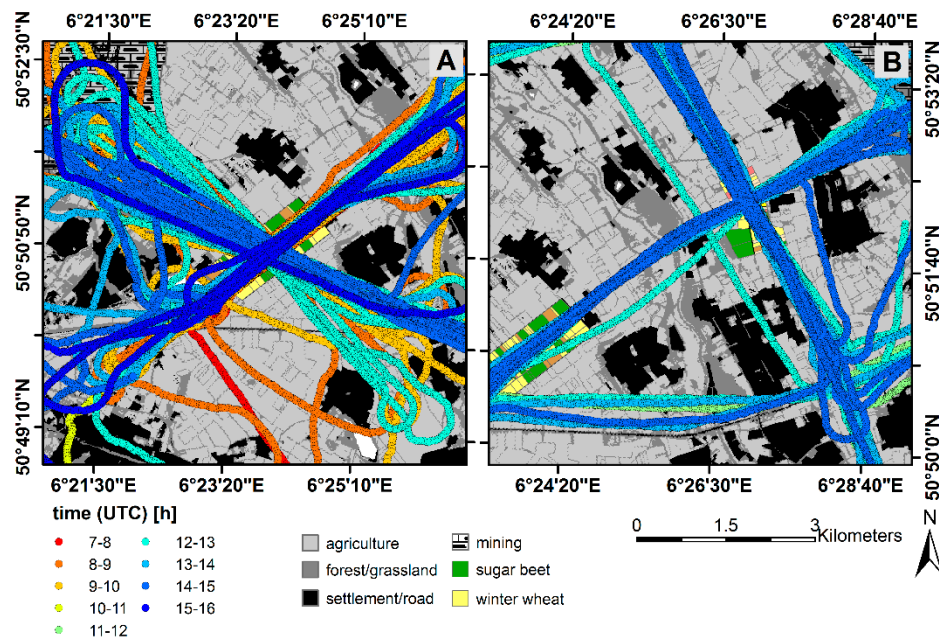 6°21'30"E 6°23'20"E 6°25'10"E 6°24'20"E 6°26'30"E 6°28'40"E
50°52'30"N
50°50'50"N
50°49'10"N
A
50°50'0"N
B
50°53'20"N
50°51'40"N
50°50'0"N
6°21'30"E 6°23'20"E 6°25'10"E 6°24'20"E 6°26'30"E 6°28'40"E
time (UTC) [h]
7-8
8-9
9-10
10-11
11-12
12-13
13-14
14-15
15-16
agriculture
forest/grassland
settlement/road
mining
sugar beet
winter wheat
0 1.5 3
Kilometers
N